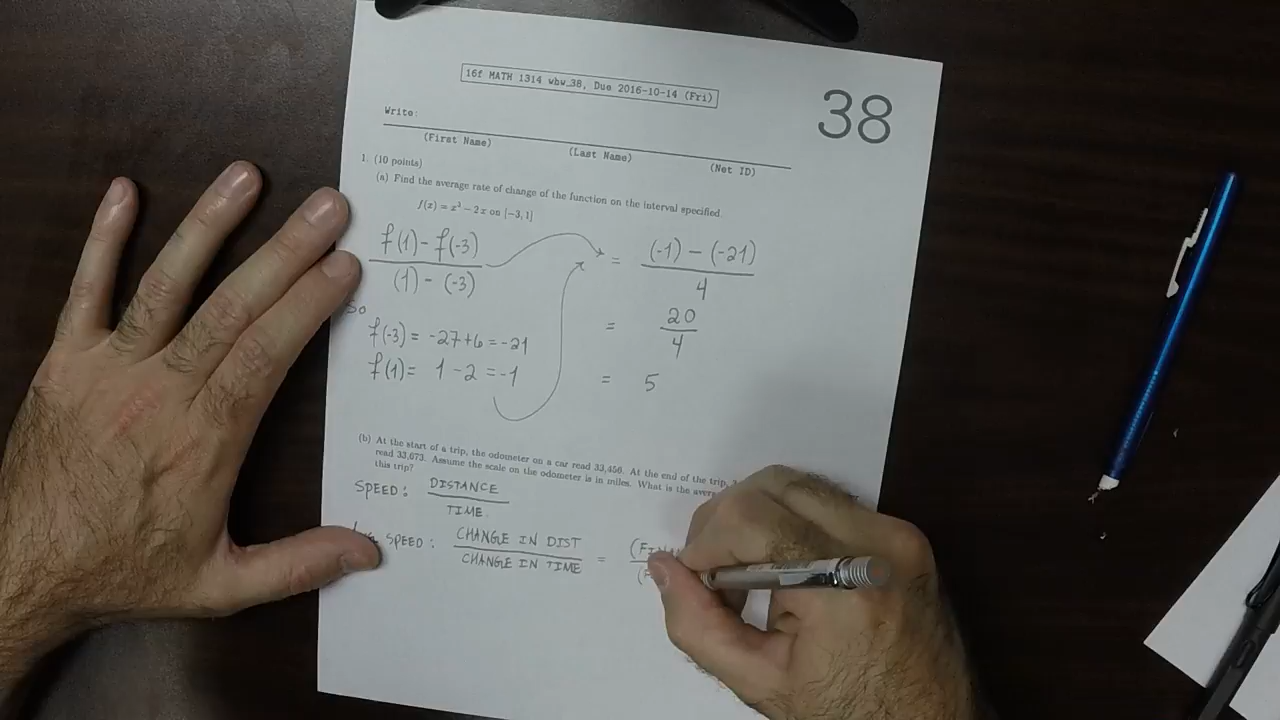 16f MATH 1314 wbw_38, Due 2016-10-14 (Fri)
38
Write:
(First Name) (Last Name) (Net ID)
1. (10 points)
(a) Find the average rate of change of the function on the interval specified.
f(x) = x³ − 2x on [−3, 1]
f(1) - f(-3)
(1) - (-3)
= (-1) - (-21)
4
so
f(-3) = -27+6 = -21
f(1) = 1 - 2 = -1
= 20
4
= 5
(b) At the start of a trip, the odometer on a car read 33,456. At the end of the trip,
read 33,673. Assume the scale on the odometer is in miles. What is the
this trip?
SPEED: DISTANCE
TIME
SPEED: CHANGE IN DIST
CHANGE IN TIME
=